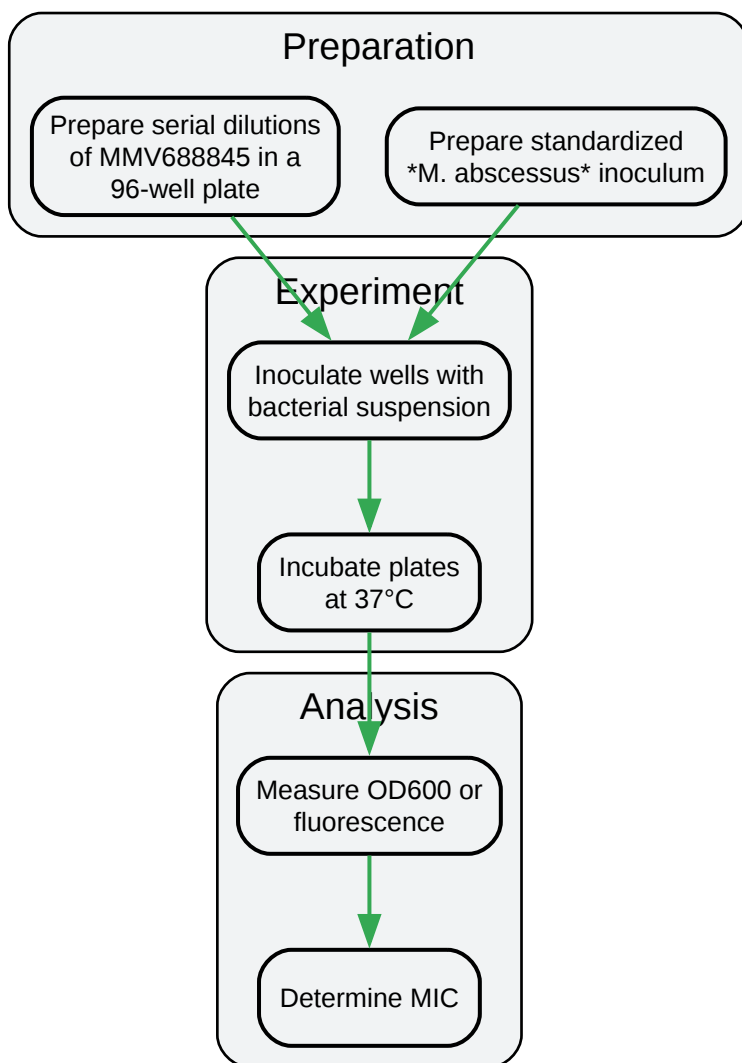 Preparation
Prepare serial dilutions
of MMV688845 in a
96-well plate
Prepare standardized
*M. abscessus* inoculum
Experiment
Inoculate wells with
bacterial suspension
Incubate plates
at 37°C
Analysis
Measure OD600 or
fluorescence
Determine MIC